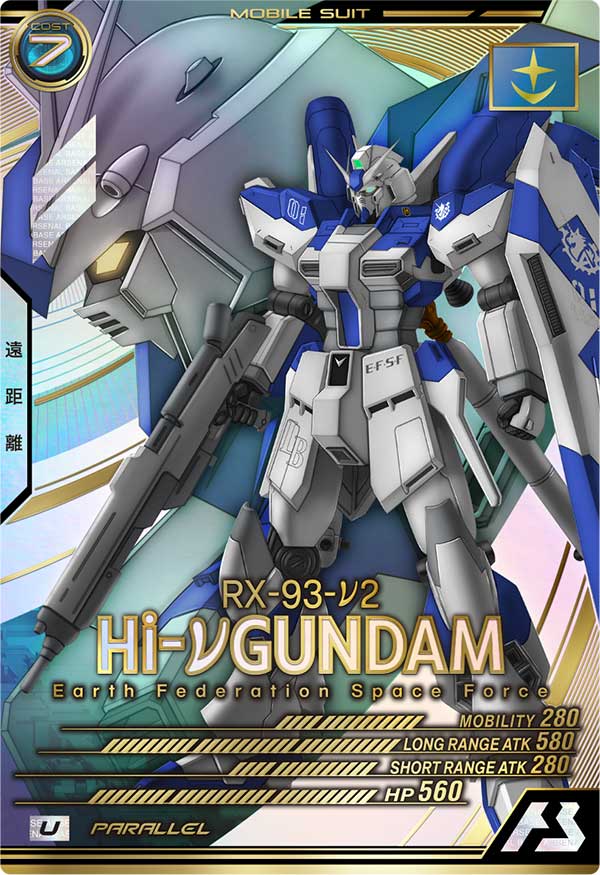 MOBILE SUIT
COST
7
01
遠距離
E·F·S·F
RX-93-ν2
Hi-νGUNDAM
Earth Federation Space Force
MOBILITY 280
LONG RANGE ATK 580
SHORT RANGE ATK 280
HP 560
U
PARALLEL